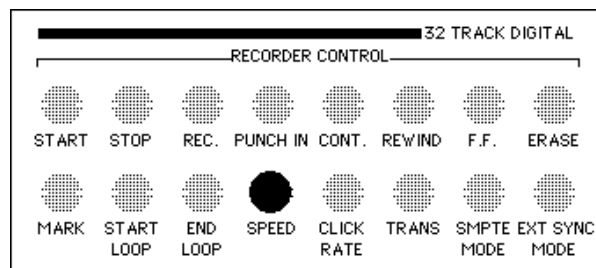 32 TRACK DIGITAL
RECORDER CONTROL
START STOP REC. PUNCH IN CONT. REWIND F.F. ERASE
MARK START LOOP END LOOP SPEED CLICK RATE TRANS SMPTE MODE EXT SYNC MODE